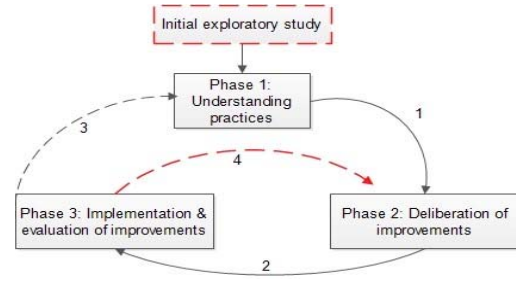 Initial exploratory study
Phase 1:
Understanding
practices
1
3
4
Phase 3: Implementation &
evaluation of improvements
Phase 2: Deliberation of
improvements
2